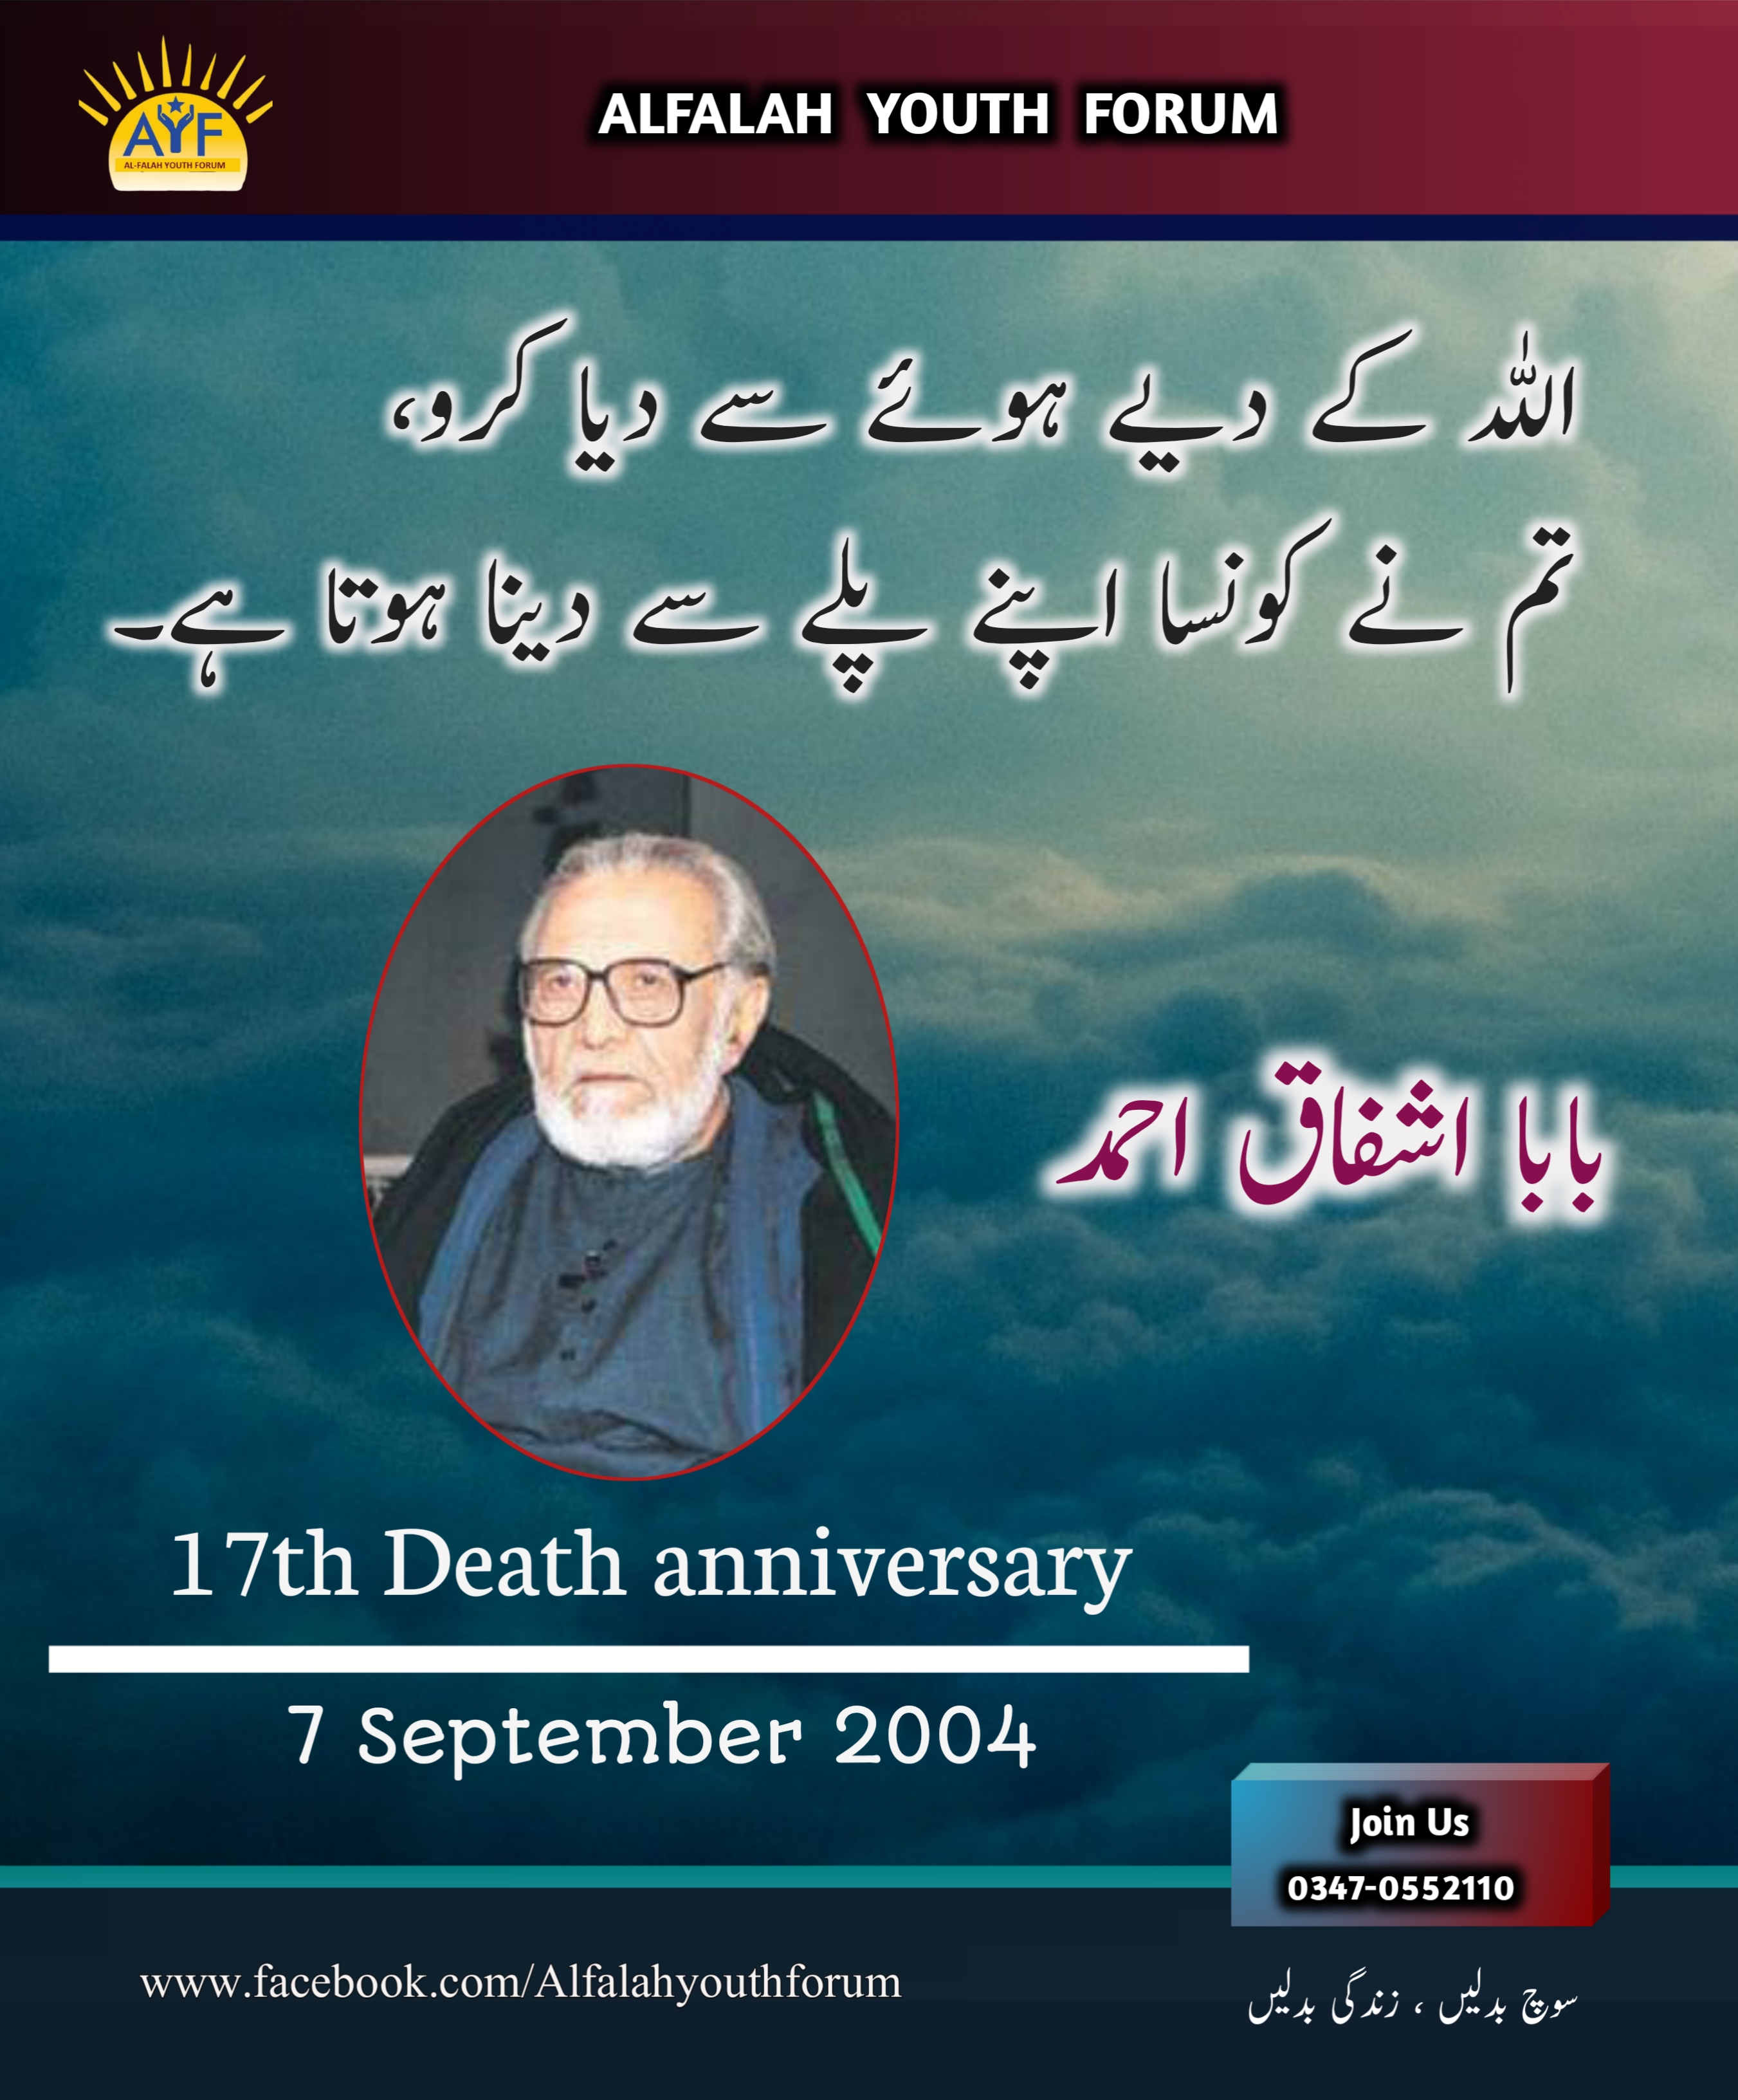 AYF
AL-FALAH YOUTH FORUM
ALFALAH YOUTH FORUM
اللہ کے دیے ہوئے سے دیا کرو،
تم نے کونسا اپنے پلے سے دینا ہوتا ہے۔
بابا اشفاق احمد
17th Death anniversary
7 September 2004
Join Us
0347-0552110
www.facebook.com/Alfalahyouthforum
سوچ بدلیں ، زندگی بدلیں